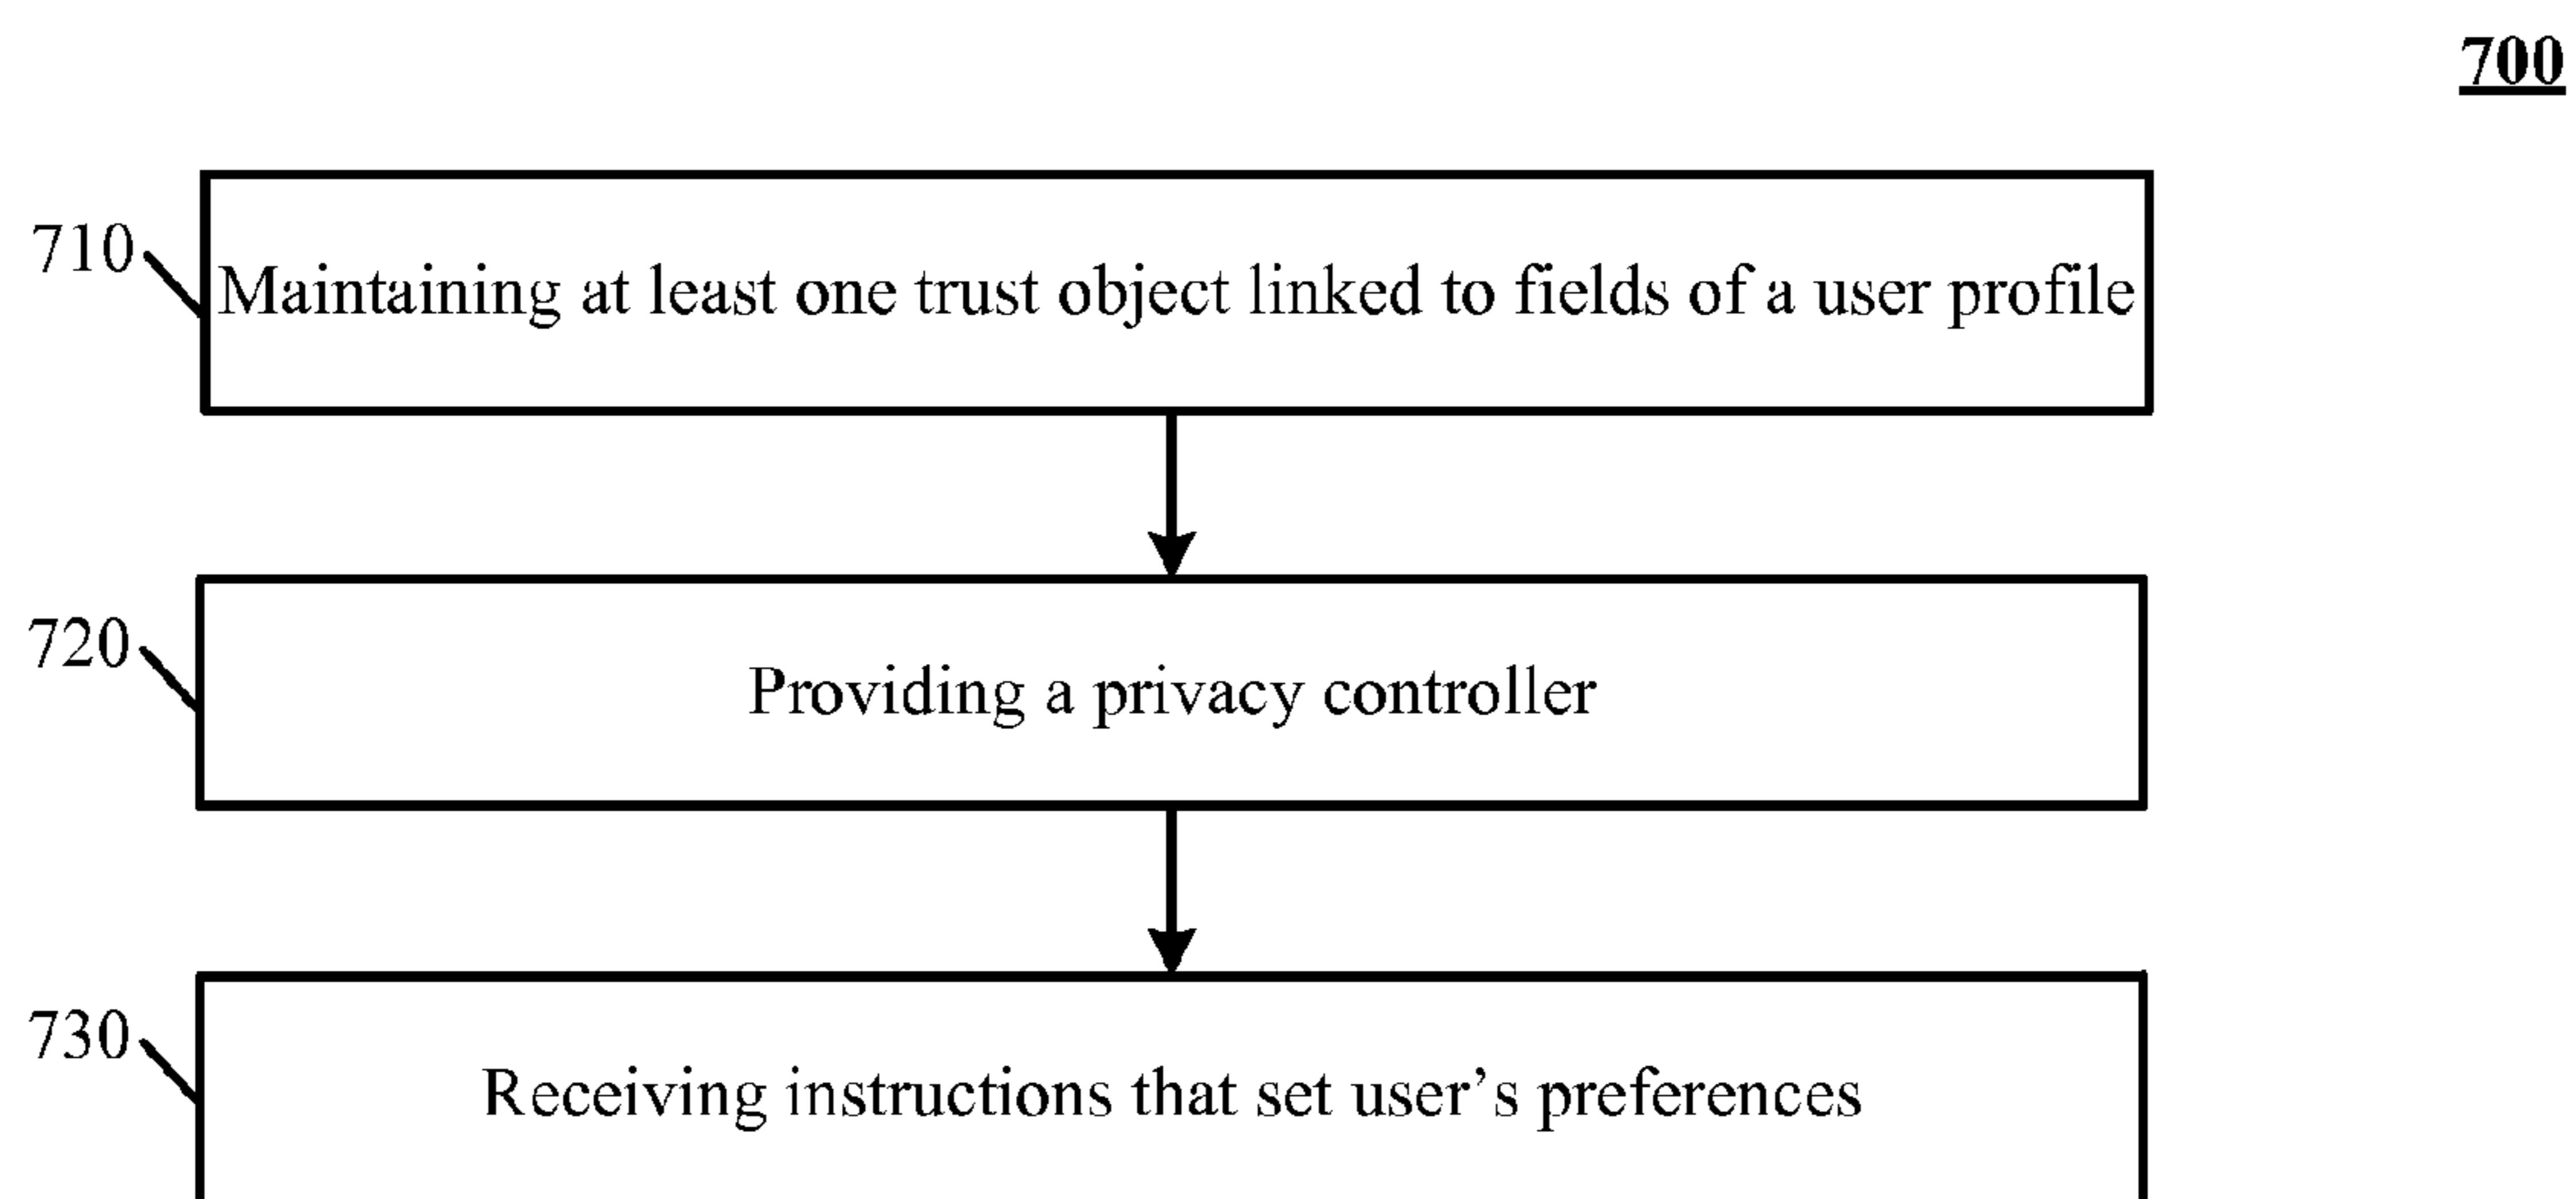 700
710
Maintaining at least one trust object linked to fields of a user profile
720
Providing a privacy controller
730
Receiving instructions that set user’s preferences